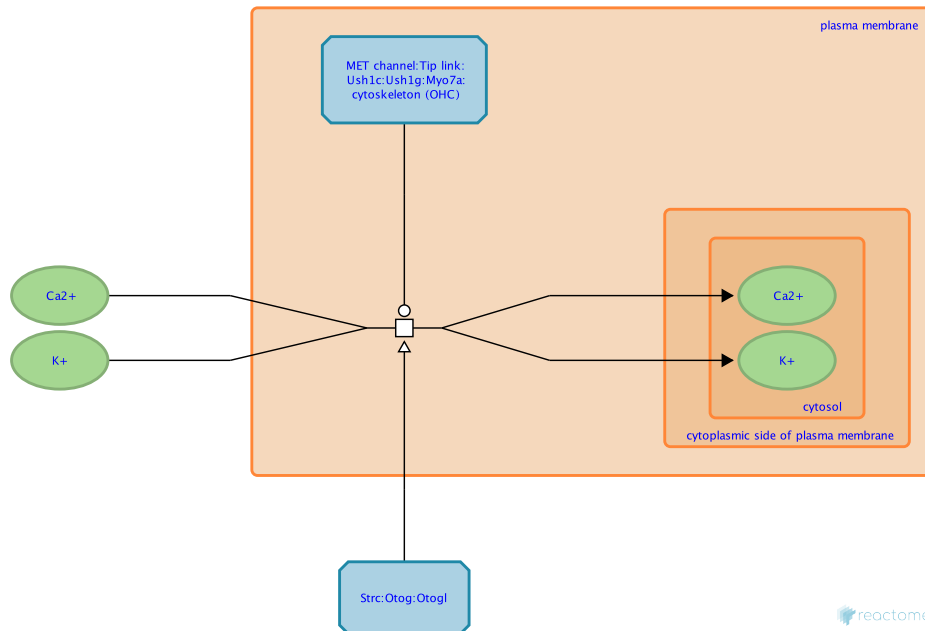 plasma membrane
MET channel:Tip link:
Ush1c:Ush1g:Myo7a:
cytoskeleton (OHC)
Ca2+
Ca2+
K+
K+
cytosol
cytoplasmic side of plasma membrane
Strc:Otog:Otogl
reactome